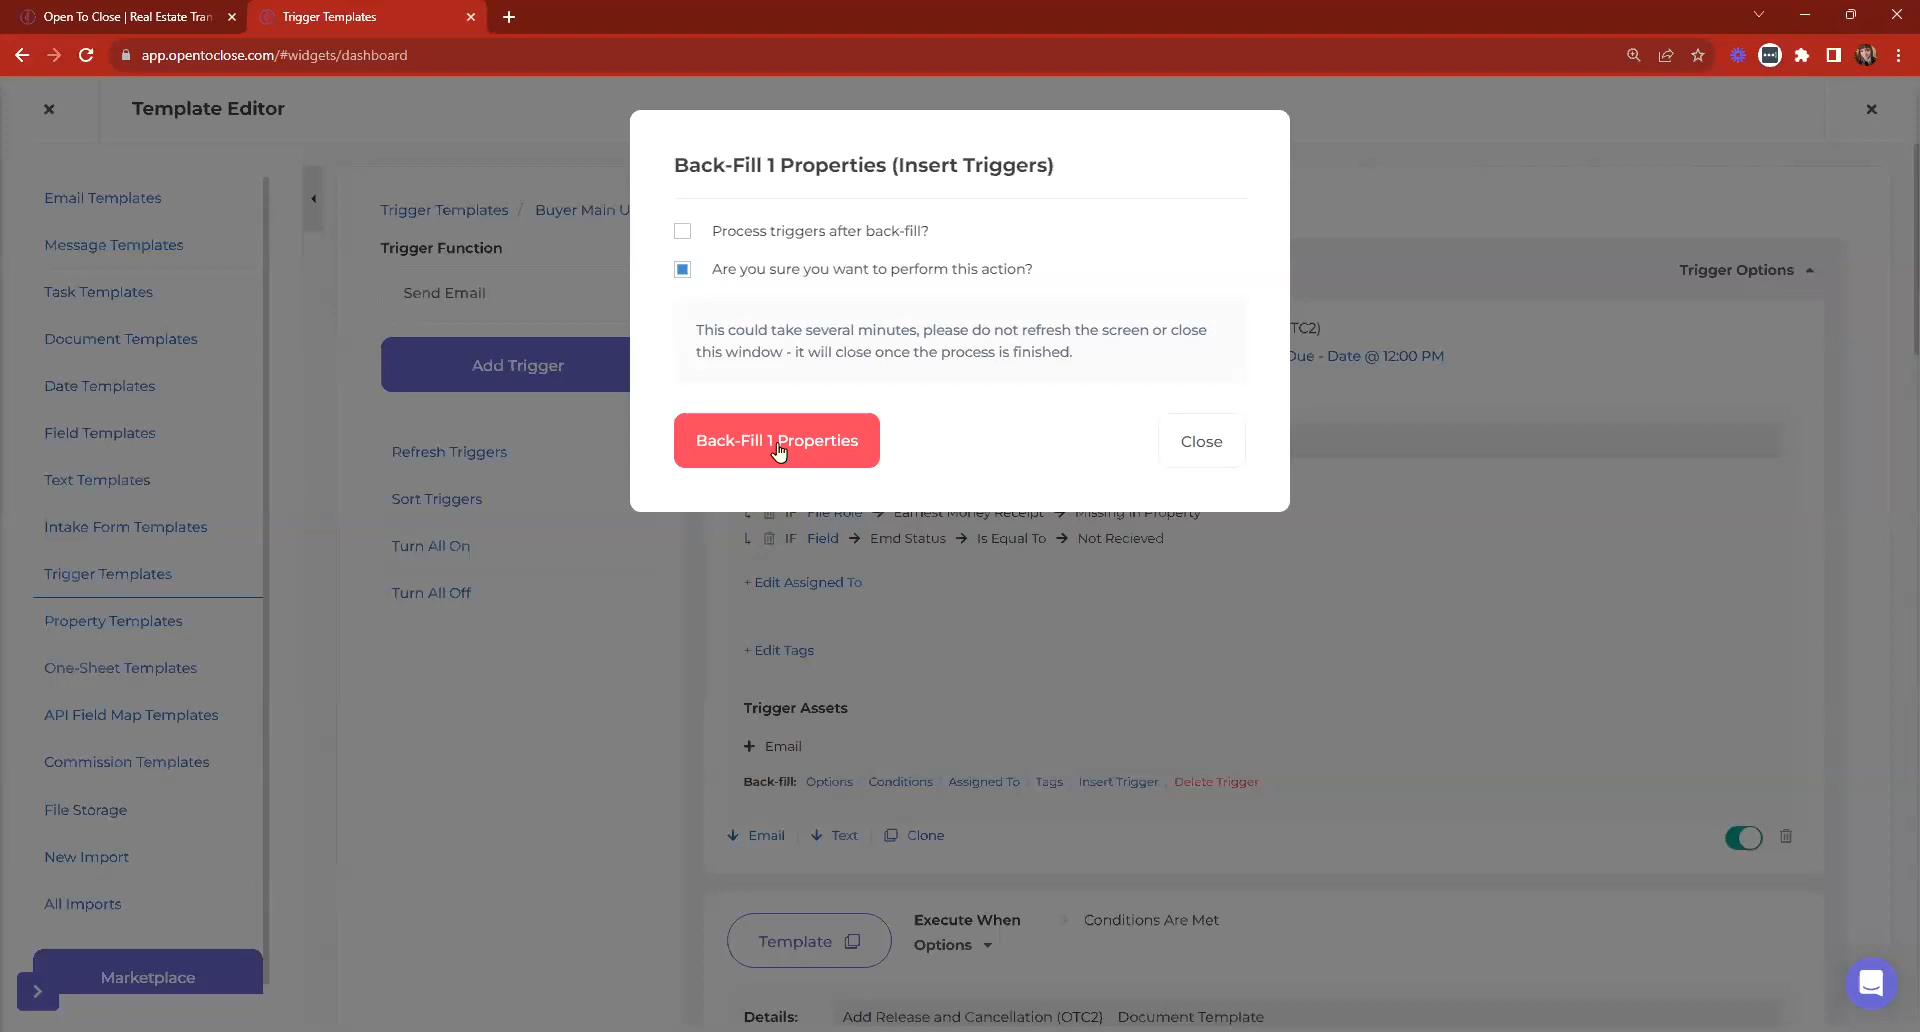 Open To Close | Real Estate Tran
Trigger Templates
app.opentoclose.com/#widgets/dashboard
Template Editor
Email Templates
Message Templates
Task Templates
Document Templates
Date Templates
Field Templates
Text Templates
Intake Form Templates
Trigger Templates
Property Templates
One-Sheet Templates
API Field Map Templates
Commission Templates
File Storage
New Import
All Imports
Marketplace
Trigger Templates / Buyer Main U
Trigger Function
Send Email
Add Trigger
Refresh Triggers
Sort Triggers
Turn All On
Turn All Off
Back-Fill 1 Properties (Insert Triggers)
Process triggers after back-fill?
Are you sure you want to perform this action?
This could take several minutes, please do not refresh the screen or close
this window - it will close once the process is finished.
Back-Fill 1 Properties
Close
Trigger Options
TC2)
Due - Date @ 12:00 PM
IF File Role → Earnest Money Receipt → Missing In Property
IF Field → Emd Status → Is Equal To → Not Recieved
+ Edit Assigned To
+ Edit Tags
Trigger Assets
+ Email
Back-fill: Options Conditions Assigned To Tags Insert Trigger Delete Trigger
Email Text Clone
Template
Execute When Conditions Are Met
Options
Details: Add Release and Cancellation (OTC2) Document Template